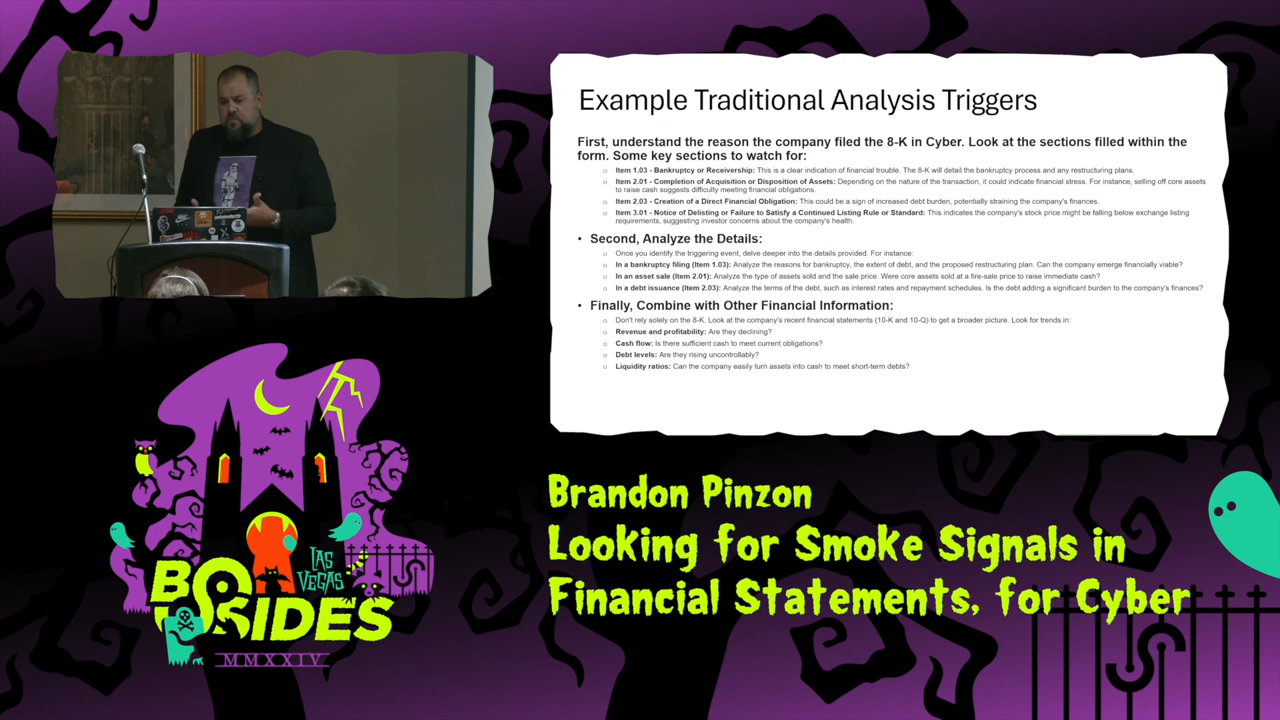 Example Traditional Analysis Triggers
First, understand the reason the company filed the 8-K in Cyber. Look at the sections filled within the
form. Some key sections to watch for:
○ Item 1.03 - Bankruptcy or Receivership: This is a clear indication of financial trouble. The 8-K will detail the bankruptcy process and any restructuring plans.
○ Item 2.01 - Completion of Acquisition or Disposition of Assets: Depending on the nature of the transaction, it could indicate financial stress. For instance, selling off core assets
to raise cash suggests difficulty meeting financial obligations.
○ Item 2.03 - Creation of a Direct Financial Obligation: This could be a sign of increased debt burden, potentially straining the company's finances.
○ Item 3.01 - Notice of Delisting or Failure to Satisfy a Continued Listing Rule or Standard: This indicates the company's stock price might be falling below exchange listing
requirements, suggesting investor concerns about the company's health.
• Second, Analyze the Details:
○ Once you identify the triggering event, delve deeper into the details provided. For instance:
○ In a bankruptcy filing (Item 1.03): Analyze the reasons for bankruptcy, the extent of debt, and the proposed restructuring plan. Can the company emerge financially viable?
○ In an asset sale (Item 2.01): Analyze the type of assets sold and the sale price. Were core assets sold at a fire-sale price to raise immediate cash?
○ In a debt issuance (Item 2.03): Analyze the terms of the debt, such as interest rates and repayment schedules. Is the debt adding a significant burden to the company's finances?
• Finally, Combine with Other Financial Information:
○ Don't rely solely on the 8-K. Look at the company's recent financial statements (10-K and 10-Q) to get a broader picture. Look for trends in:
○ Revenue and profitability: Are they declining?
○ Cash flow: Is there sufficient cash to meet current obligations?
○ Debt levels: Are they rising uncontrollably?
○ Liquidity ratios: Can the company easily turn assets into cash to meet short-term debts?
LAS
VEGAS
BSIDES
MMXXIV
Brandon Pinzon
Looking for Smoke Signals in
Financial Statements, for Cyber